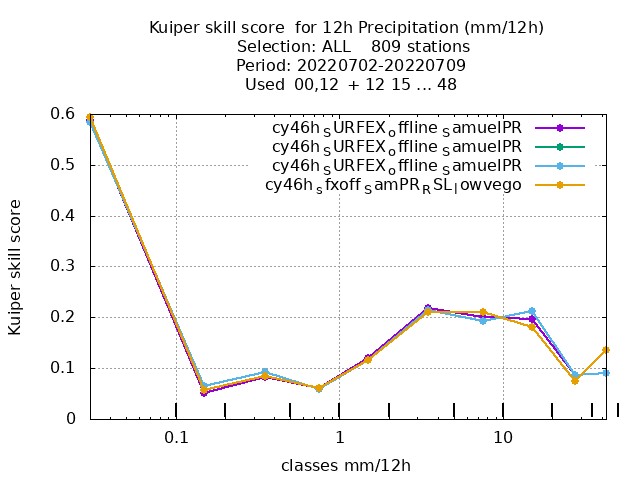 Kuiper skill score  for 12h Precipitation (mm/12h)
Selection: ALL    809 stations
Period: 20220702-20220709
Used  00,12  + 12 15 ... 48
cy46h_SURFEX_offline_SamuelPR
cy46h_SURFEX_offline_SamuelPR
cy46h_SURFEX_offline_SamuelPR
cy46h_sfxoff_SamPR_RSL_lowvego
Kuiper skill score
0.6
0.5
0.4
0.3
0.2
0.1
0
0.1 1 10
classes mm/12h